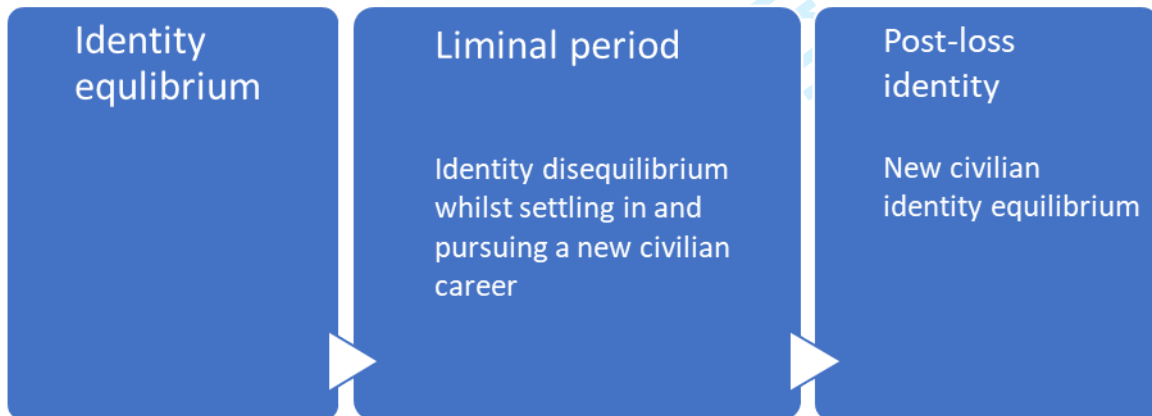 Identity
equlibrium
Liminal period
Identity disequilibrium
whilst settling in and
pursuing a new civilian
career
Post-loss
identity
New civilian
identity equilibrium